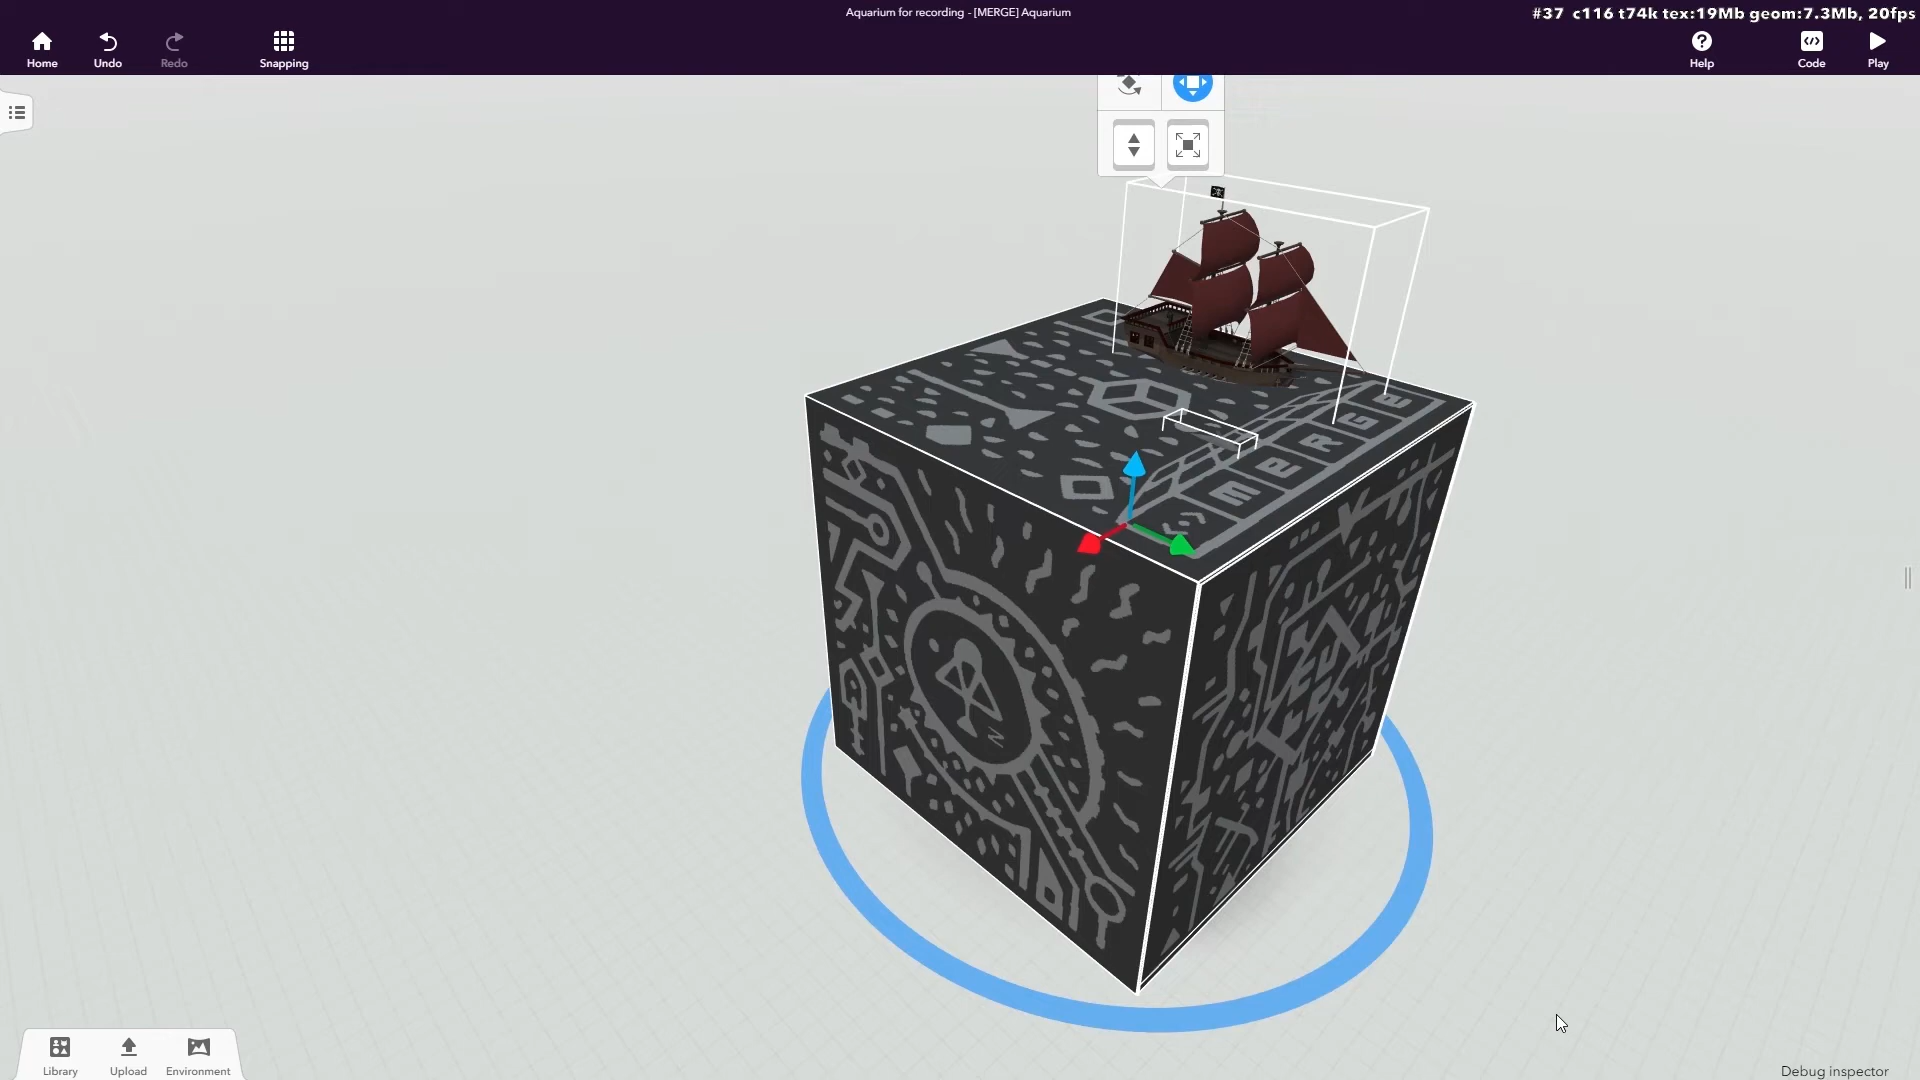 Aquarium for recording - [MERGE] Aquarium
#37 c116 t74k tex:19Mb geom:7.3Mb, 20fps
Home
Undo
Redo
Snapping
Help
Code
Play
MERGE
Library
Upload
Environment
Debug inspector